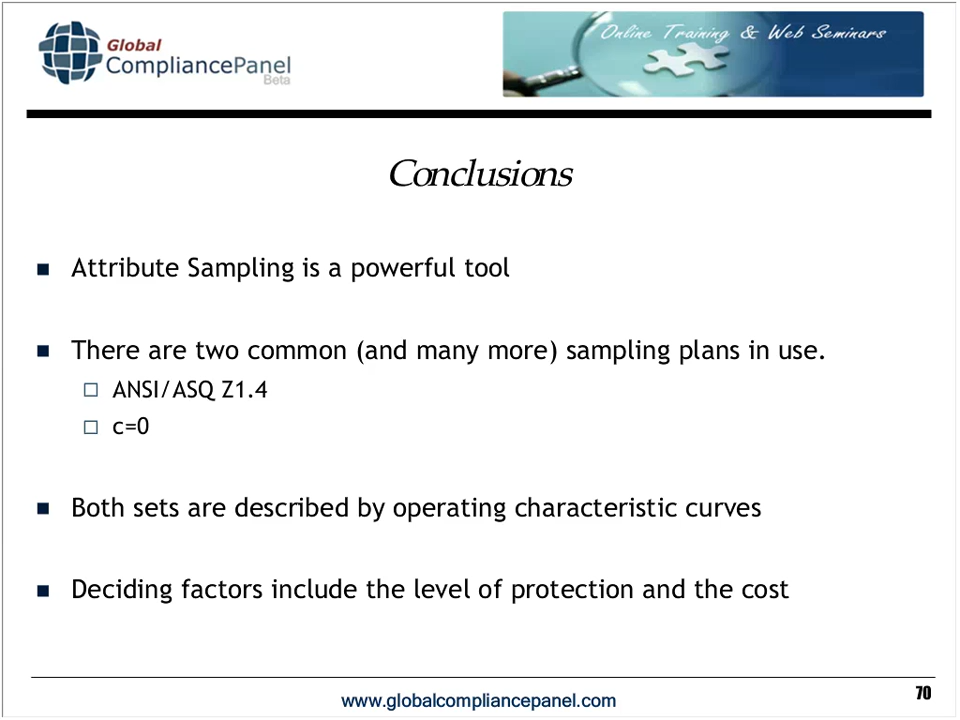 Global
CompliancePanel
Beta
Online Training & Web Seminars
Conclusions
Attribute Sampling is a powerful tool
There are two common (and many more) sampling plans in use.
ANSI/ASQ Z1.4
c=0
Both sets are described by operating characteristic curves
Deciding factors include the level of protection and the cost
www.globalcompliancepanel.com
70